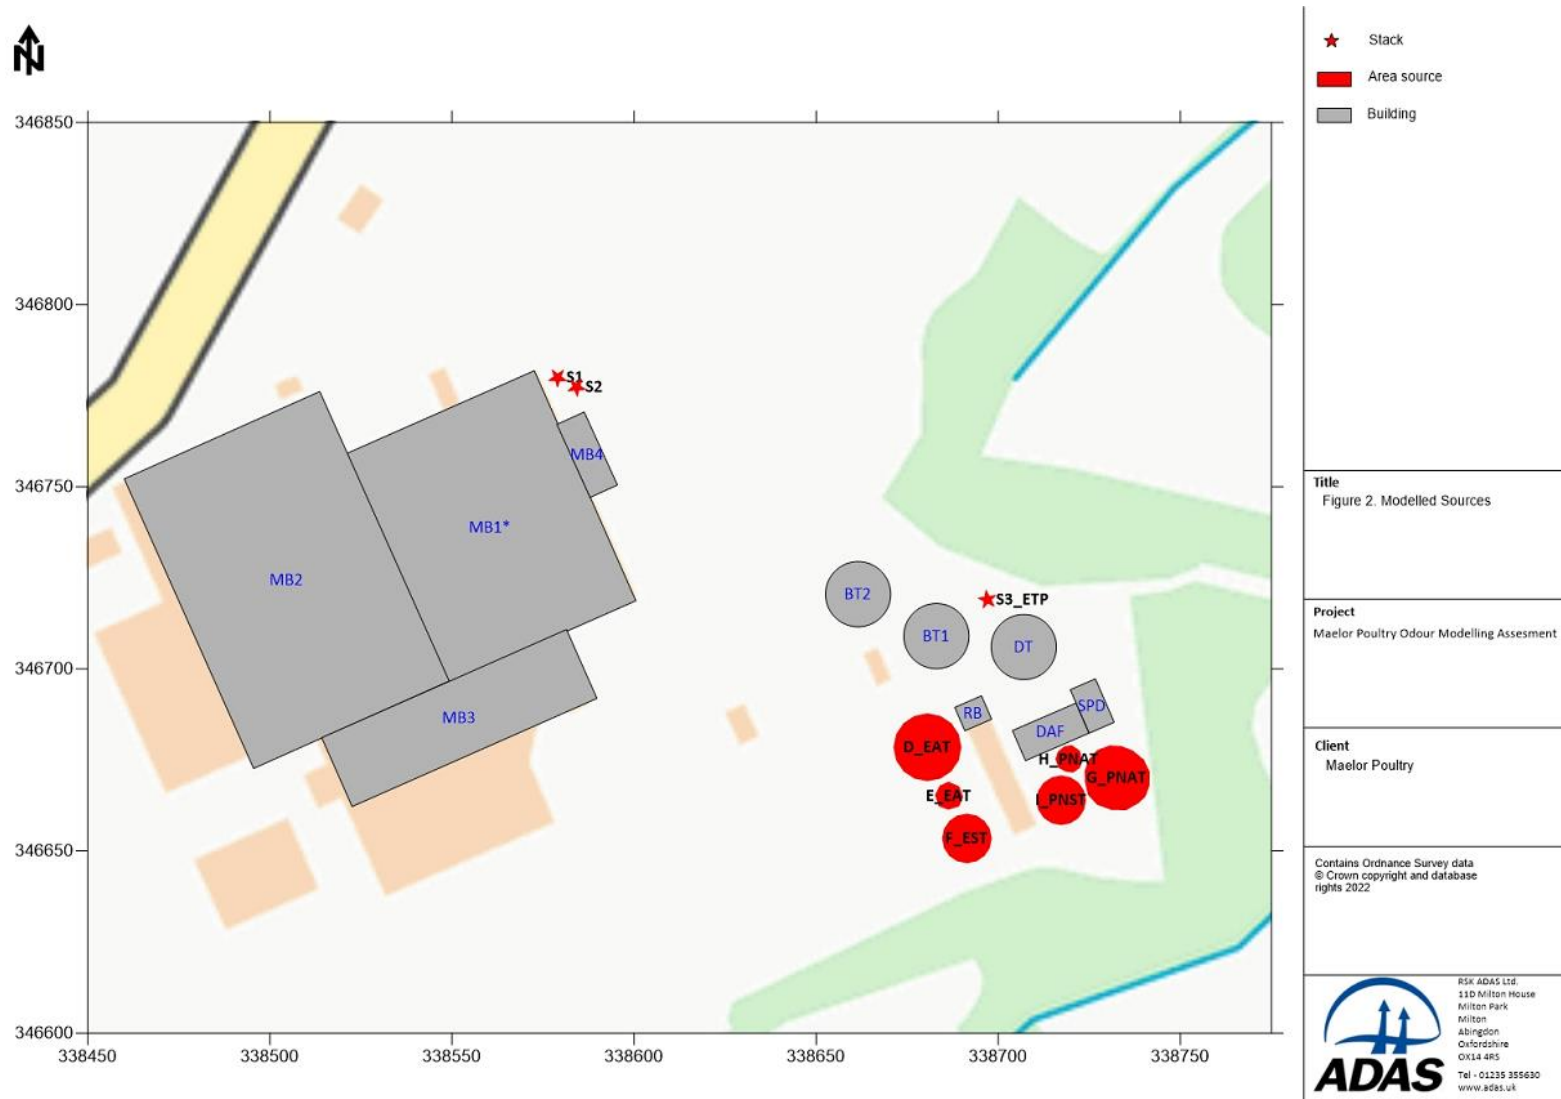 N
Stack
Area source
Building
346850
346800
346750
346700
346650
346600
338450
338500
338550
338600
338650
338700
338750
S1
S2
MB4
MB1*
MB2
MB3
BT2
S3_ETP
BT1
DT
RB
SPD
DAF
D_EAT
H_PNAT
G_PNAT
E_EAT
I_PNST
F_EST
Title
Figure 2. Modelled Sources
Project
Maelor Poultry Odour Modelling Assesment
Client
Maelor Poultry
Contains Ordnance Survey data
© Crown copyright and database
rights 2022
ADAS
RSK ADAS Ltd.
11D Milton House
Milton Park
Milton
Abingdon
Oxfordshire
OX14 4RS
Tel - 01235 355630
www.adas.uk